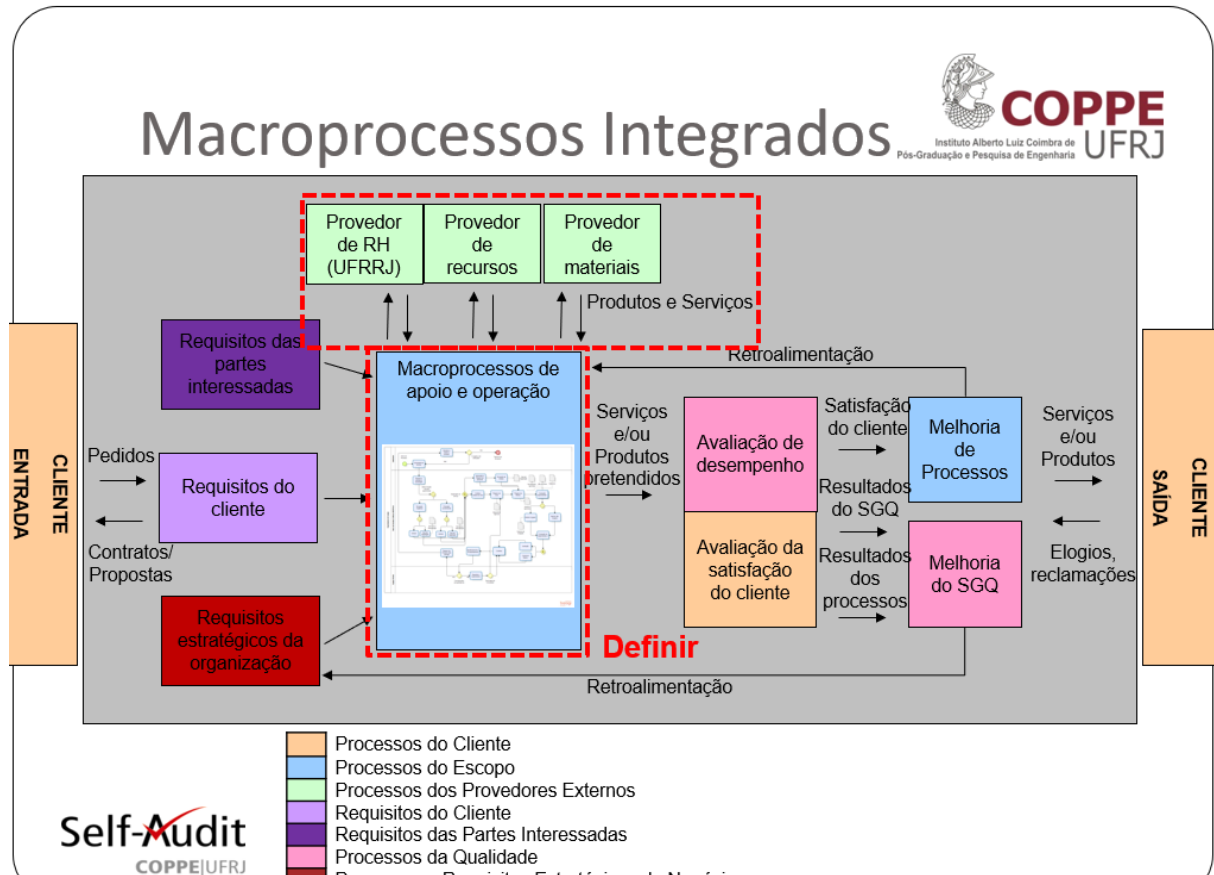 Macroprocessos Integrados
COPPE
UFRJ
Instituto Alberto Luiz Coimbra de
Pós-Graduação e Pesquisa de Engenharia
Provedor
de RH
(UFRRJ)
Provedor
de
recursos
Provedor
de
materiais
Produtos e Serviços
Requisitos das
partes
interessadas
Retroalimentação
Macroprocessos de
apoio e operação
CLIENTE
ENTRADA
Pedidos
Contratos/
Propostas
Requisitos do
cliente
Requisitos
estratégicos da
organização
Serviços
e/ou
Produtos
pretendidos
Avaliação de
desempenho
Avaliação da
satisfação
do cliente
Satisfação
do cliente
Resultados
do SGQ
Resultados
dos
processos
Melhoria
de
Processos
Melhoria
do SGQ
Serviços
e/ou
Produtos
Elogios,
reclamações
CLIENTE
SAÍDA
Definir
Retroalimentação
Processos do Cliente
Processos do Escopo
Processos dos Provedores Externos
Requisitos do Cliente
Requisitos das Partes Interessadas
Processos da Qualidade
Self-Audit
COPPE|UFRJ